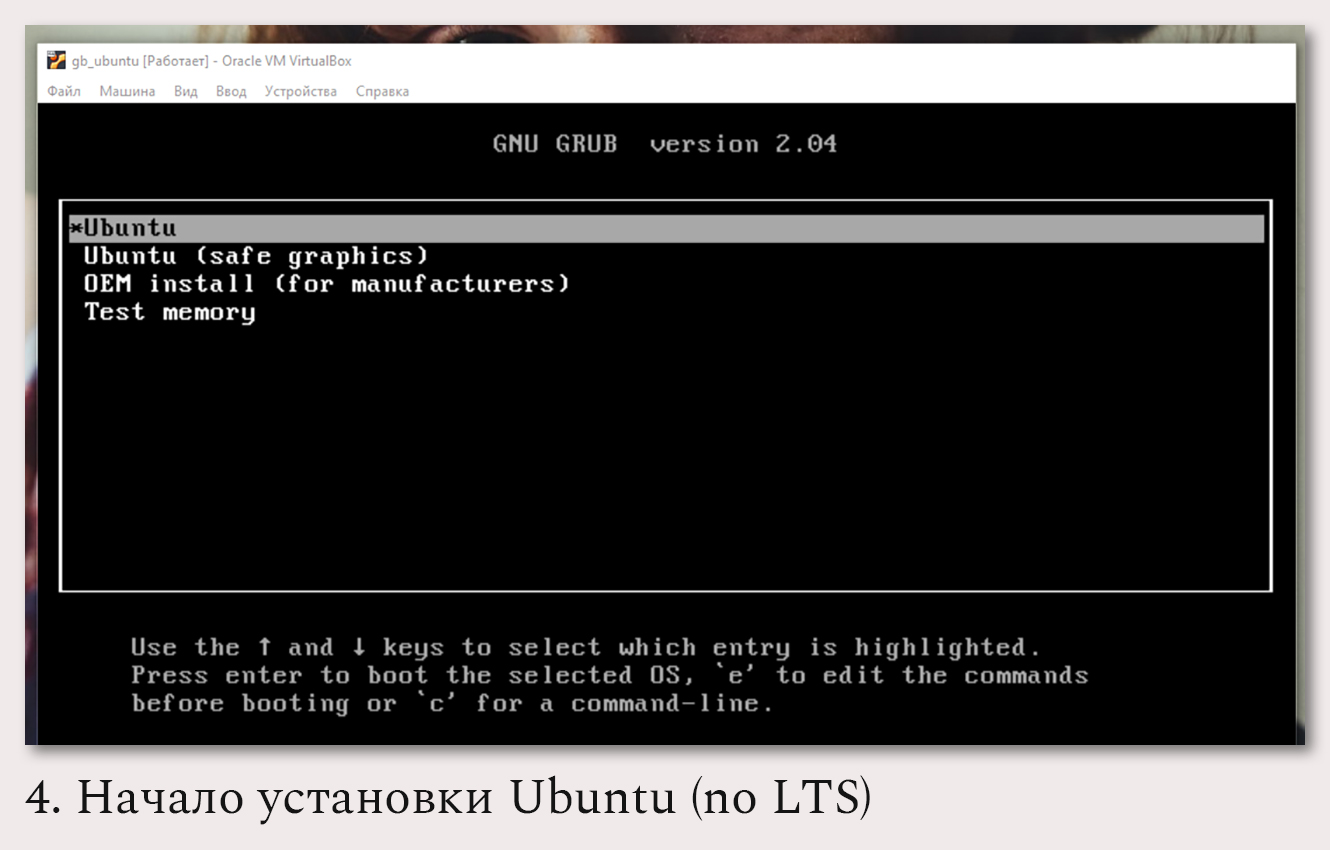 gb_ubuntu [Работает] - Oracle VM VirtualBox
Файл Машина Вид Ввод Устройства Справка
GNU GRUB version 2.04
*Ubuntu
Ubuntu (safe graphics)
OEM install (for manufacturers)
Test memory
Use the ↑ and ↓ keys to select which entry is highlighted.
Press enter to boot the selected OS, `e' to edit the commands
before booting or `c' for a command-line.
4. Начало установки Ubuntu (no LTS)